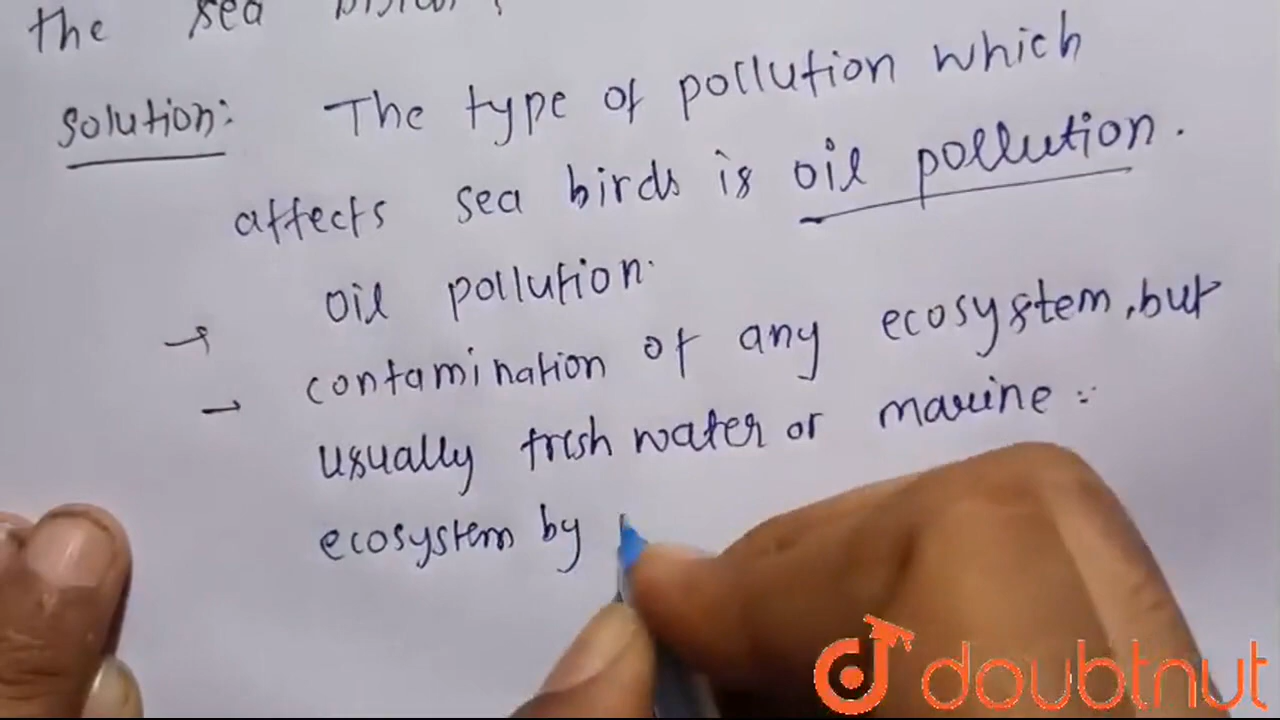 the sea
Solution: The type of pollution which
affects sea birds is oil pollution.
→ oil pollution.
→ contamination of any ecosystem, but
usually fresh water or marine
ecosystem by
doubtnut